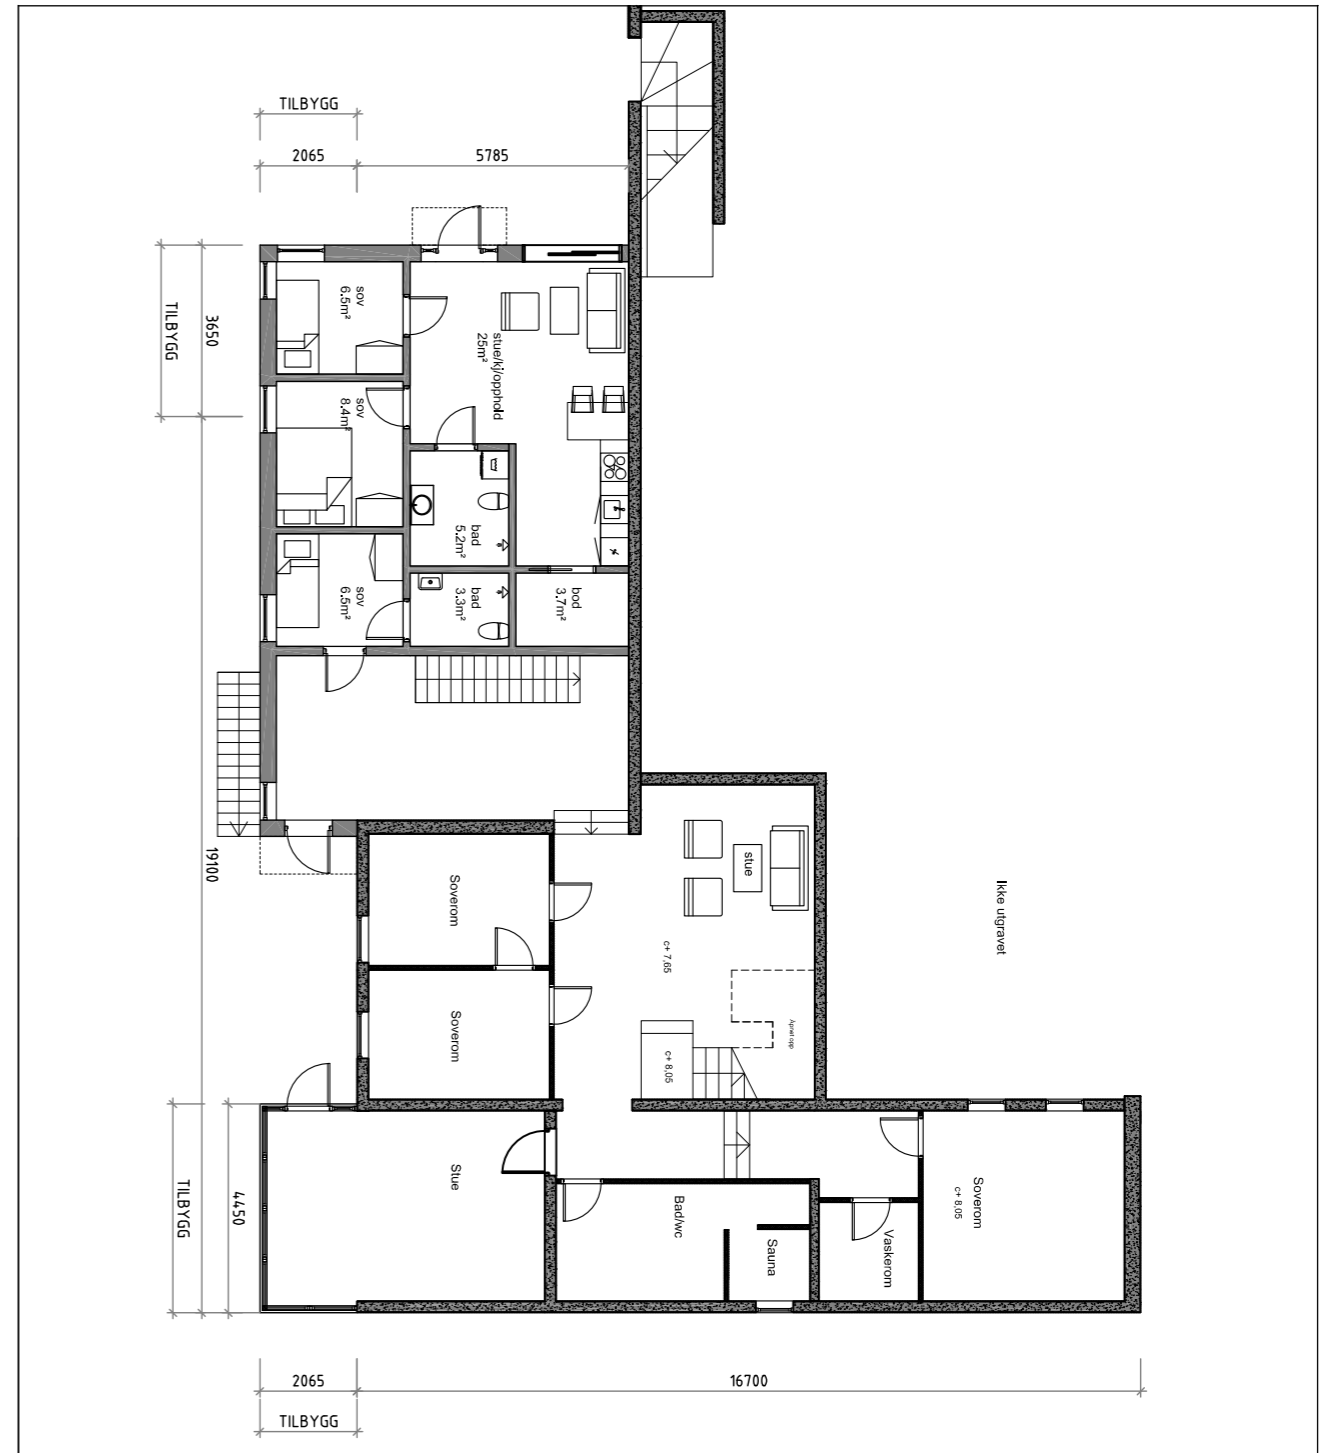 TILBYGG
2065
5785
TILBYGG
3650
sov
6.5m²
stue/kj/opphold
25m²
sov
8.4m²
bad
5.2m²
sov
6.5m²
bad
3.3m²
bod
3.7m²
19100
stue
Soverom
Ikke utgravet
c+ 7,65
Soverom
Åpnet opp
c+ 8,05
TILBYGG
4450
Stue
Bad/wc
Sauna
Vaskerom
Soverom
c+ 8,05
2065
16700
TILBYGG